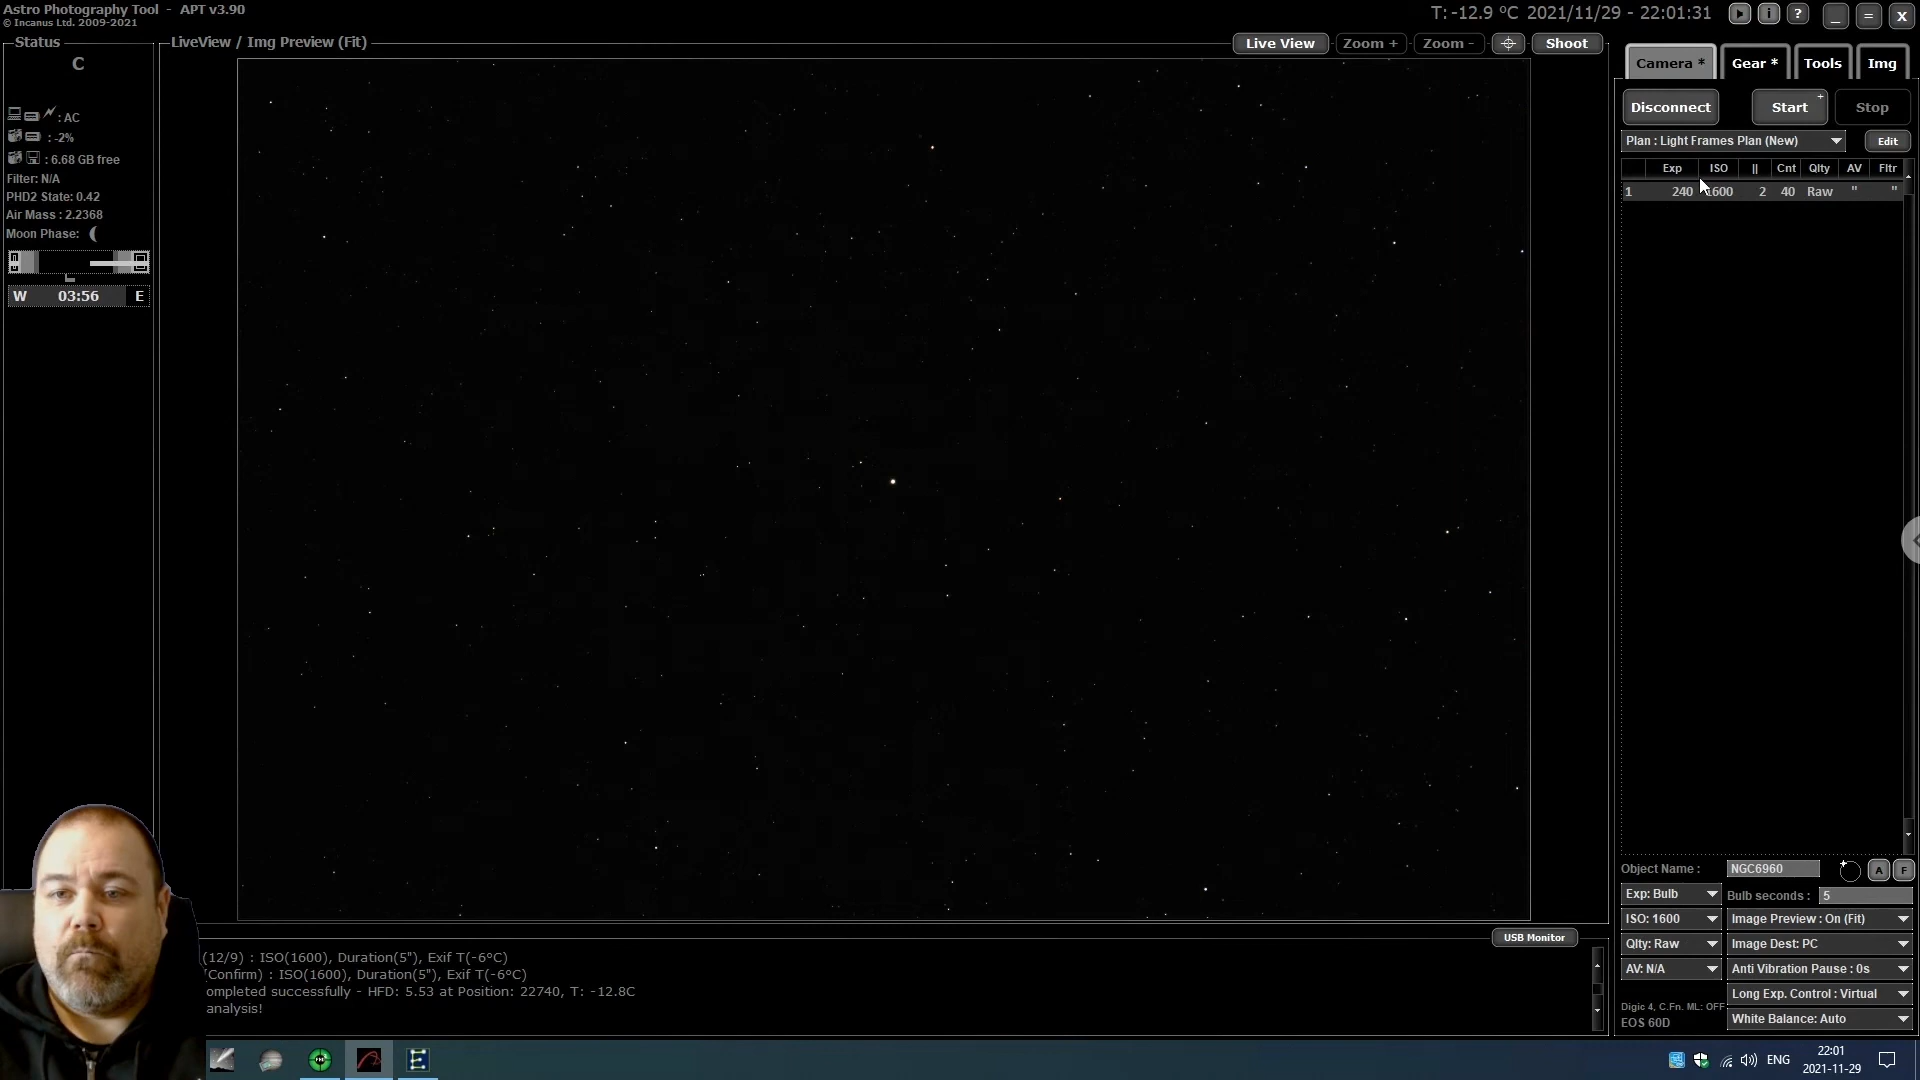 Astro Photography Tool - APT v3.90
© Incanus Ltd. 2009-2021
T: -12.9 ºC 2021/11/29 - 22:01:31
i ? _ = X
Status
LiveView / Img Preview (Fit)
Live View Zoom + Zoom - Shoot
Camera * Gear * Tools Img
C
Disconnect Start + Stop
: AC
: -2%
: 6.68 GB free
Filter: N/A
PHD2 State: 0.42
Air Mass : 2.2368
Moon Phase:
W 03:56 E
Plan : Light Frames Plan (New) Edit
Exp ISO || Cnt Qlty AV Fltr
1 240 1600 2 40 Raw " "
Object Name : NGC6960 A F
Exp: Bulb Bulb seconds : 5
ISO: 1600 Image Preview : On (Fit)
Qlty: Raw Image Dest: PC
AV: N/A Anti Vibration Pause : 0s
Long Exp. Control : Virtual
Digic 4, C.Fn. ML: OFF
EOS 60D White Balance: Auto
USB Monitor
(12/9) : ISO(1600), Duration(5"), Exif T(-6ºC)
(Confirm) : ISO(1600), Duration(5"), Exif T(-6ºC)
ompleted successfully - HFD: 5.53 at Position: 22740, T: -12.8C
analysis!
ENG
22:01
2021-11-29